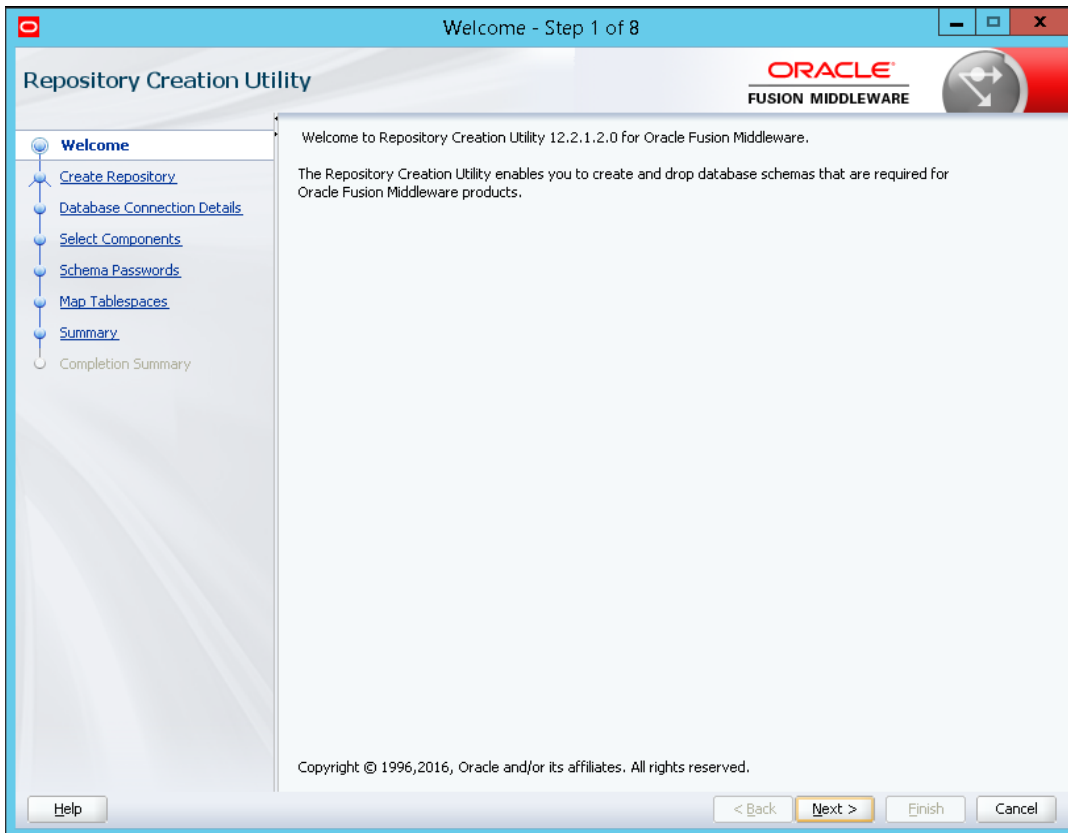 Welcome - Step 1 of 8
Repository Creation Utility
ORACLE
FUSION MIDDLEWARE
Welcome
Create Repository
Database Connection Details
Select Components
Schema Passwords
Map Tablespaces
Summary
Completion Summary
Welcome to Repository Creation Utility 12.2.1.2.0 for Oracle Fusion Middleware.
The Repository Creation Utility enables you to create and drop database schemas that are required for
Oracle Fusion Middleware products.
Copyright © 1996,2016, Oracle and/or its affiliates. All rights reserved.
Help
< Back
Next >
Finish
Cancel